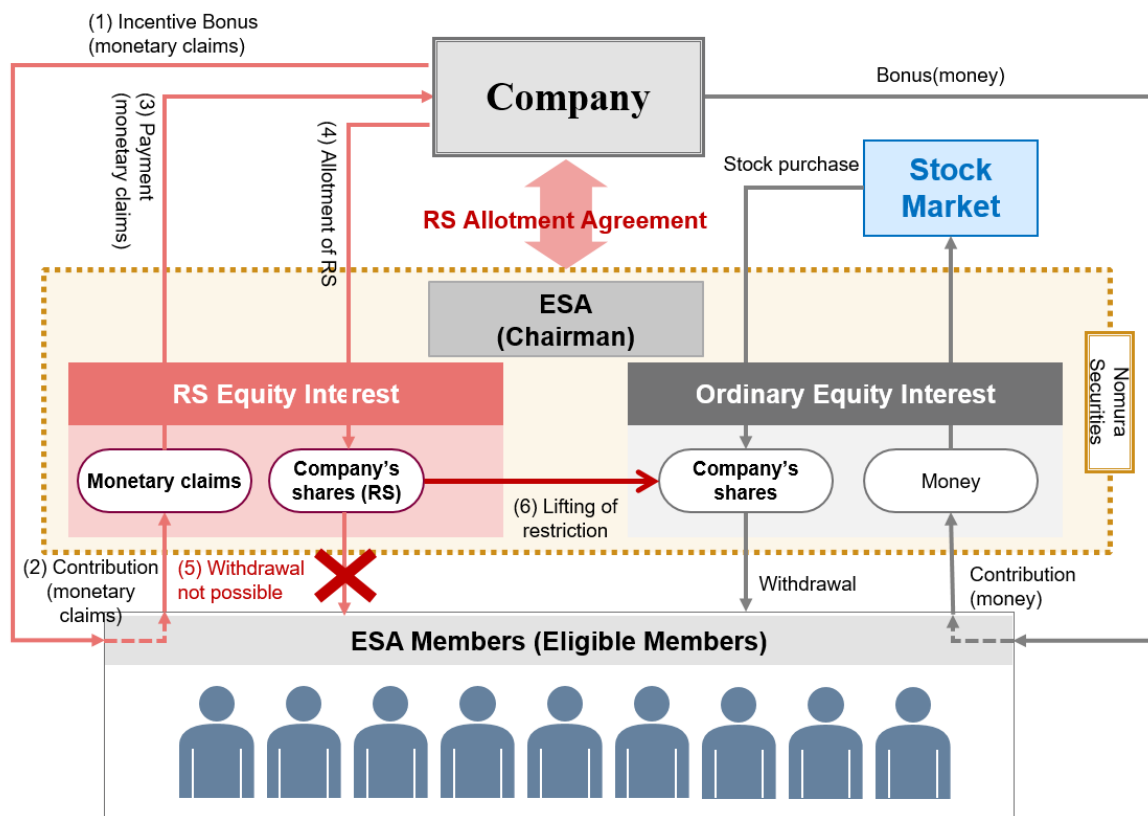 (1) Incentive Bonus
(monetary claims)
Company
Bonus(money)
(3) Payment
(monetary claims)
(4) Allotment of RS
Stock purchase
Stock
Market
RS Allotment Agreement
ESA
(Chairman)
Nomura
Securities
RS Equity Interest
Ordinary Equity Interest
Monetary claims
Company's
shares (RS)
Company's
shares
Money
(6) Lifting of
restriction
(2) Contribution
(monetary
claims)
(5) Withdrawal
not possible
Withdrawal
Contribution
(money)
ESA Members (Eligible Members)